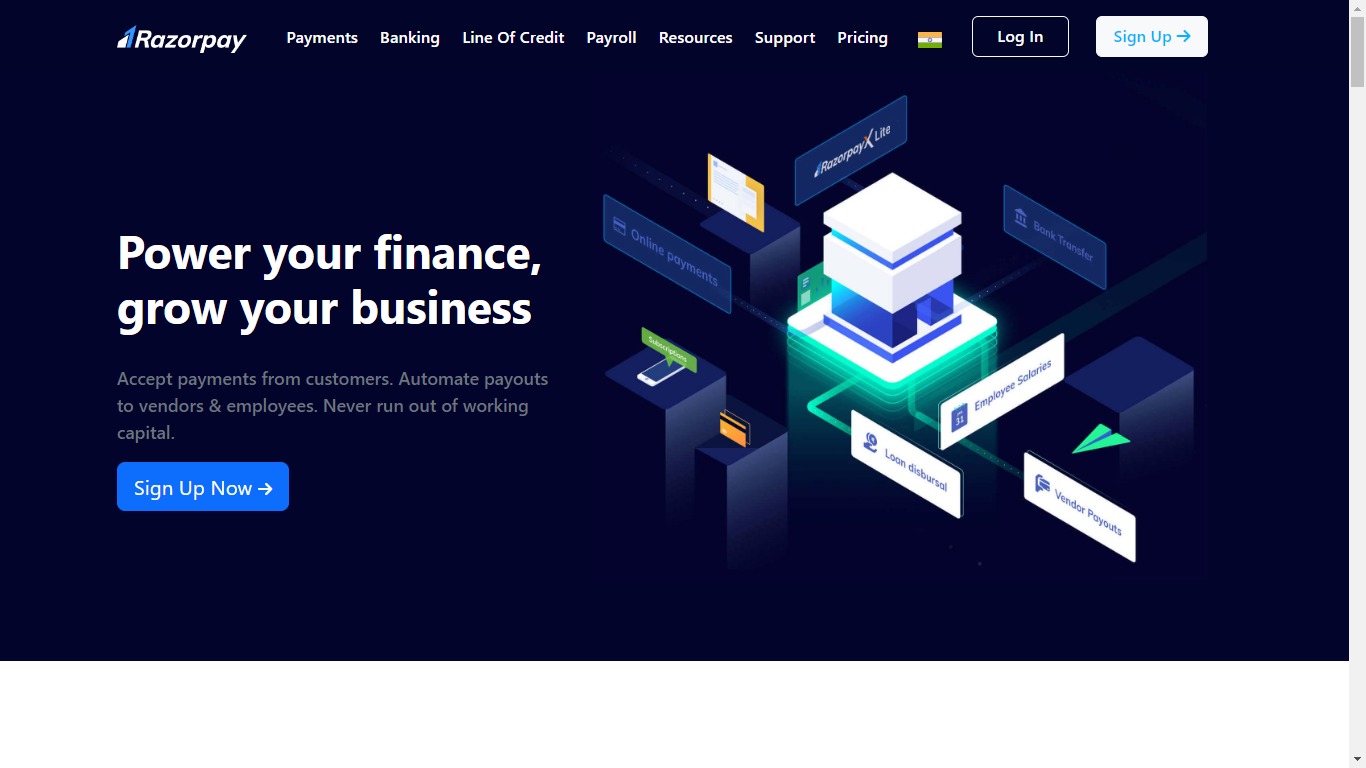 Razorpay
Payments
Banking
Line Of Credit
Payroll
Resources
Support
Pricing
Log In
Sign Up →
Power your finance,
grow your business
Accept payments from customers. Automate payouts
to vendors & employees. Never run out of working
capital.
Sign Up Now →
RazorpayX Lite
Online payments
Bank Transfer
Subscriptions
Employee Salaries
31
Loan disbursal
Vendor Payouts